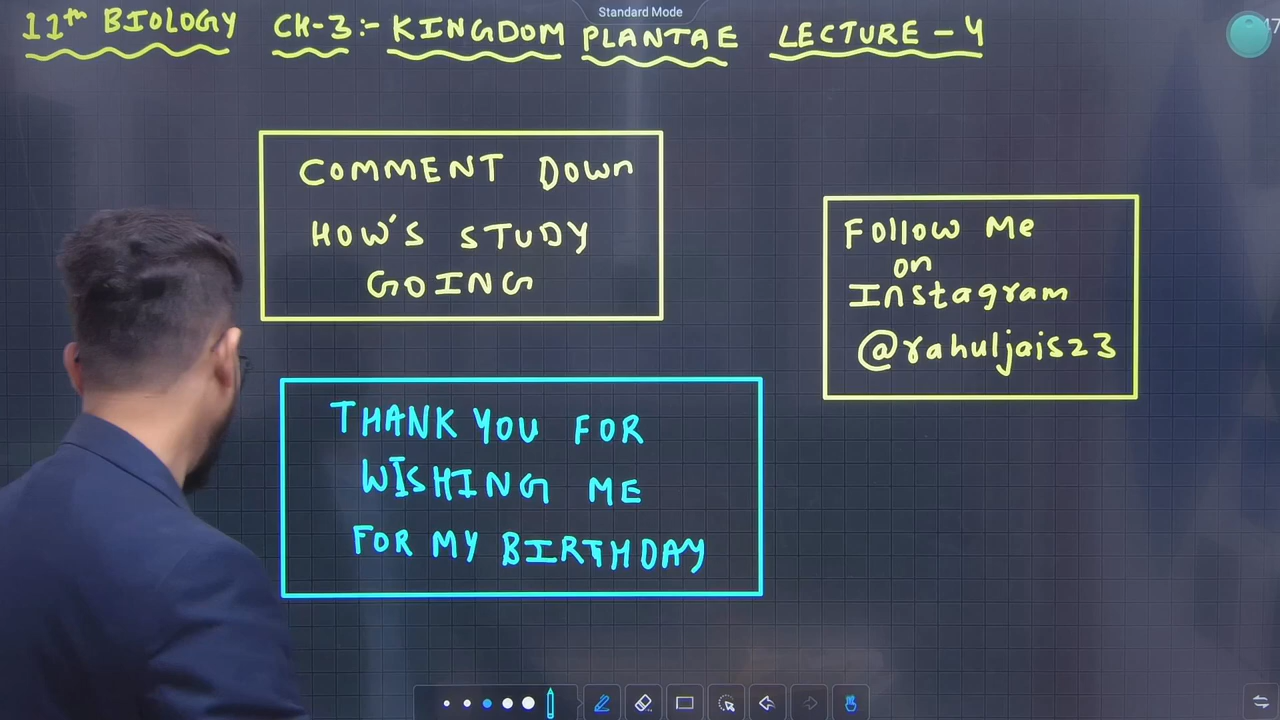 Standard Mode
11th BIOLOGY CH-3:- KINGDOM PLANTAE LECTURE - 4
47
COMMENT DOWN
HOW'S STUDY
GOING
Follow Me
on
Instagram
@rahuljais23
THANK YOU FOR
WISHING ME
FOR MY BIRTHDAY